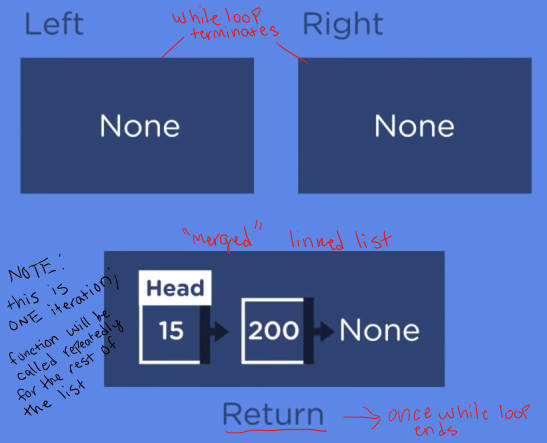 Left
while loop
terminates
Right
None
None
"merged" linked list
NOTE:
this is
ONE iteration;
function will be
called repeatedly
for the rest of
the list
Head
15
200
None
Return
once while loop
ends